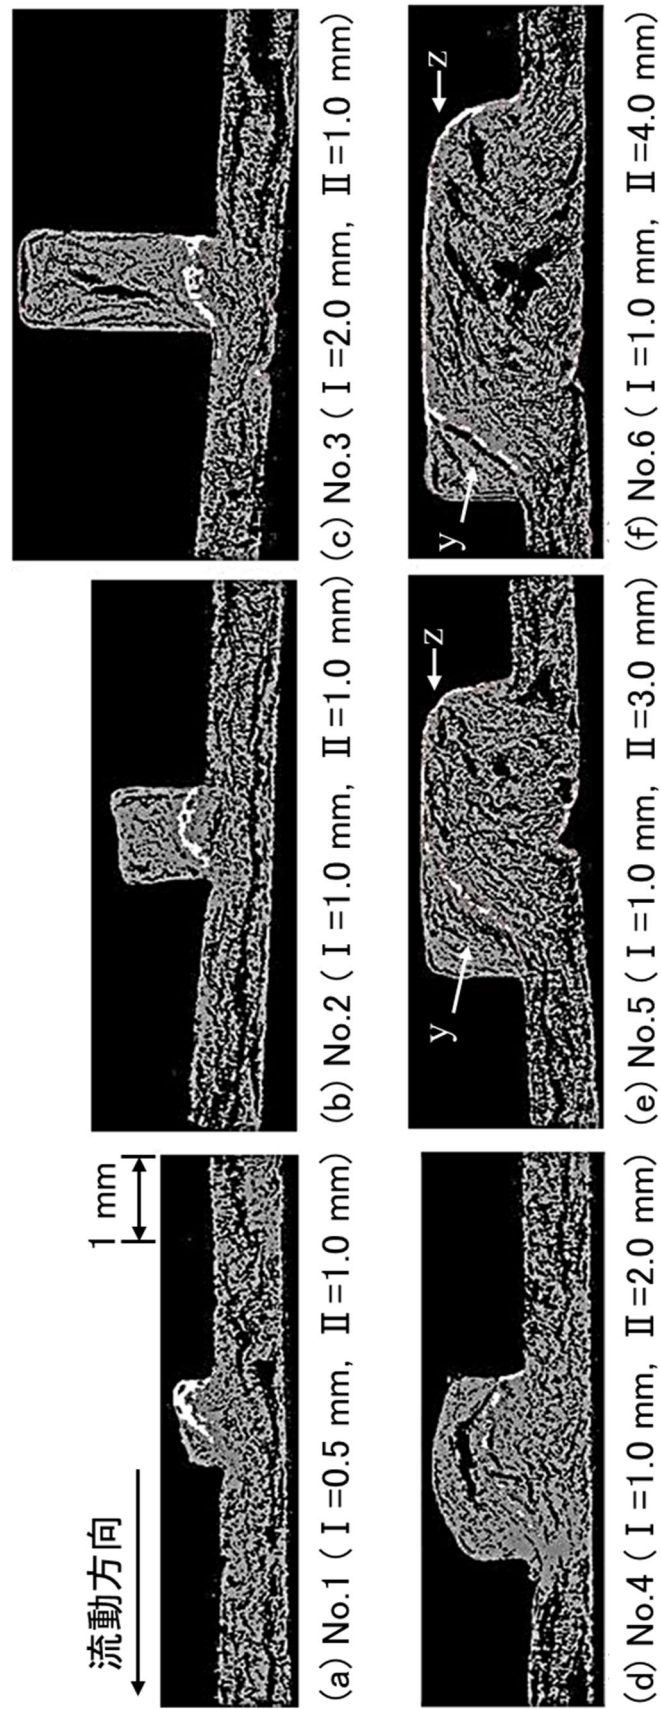 流動方向
1 mm
(a) No.1 (Ⅰ=0.5 mm, Ⅱ=1.0 mm)
(b) No.2 (Ⅰ=1.0 mm, Ⅱ=1.0 mm)
(c) No.3 (Ⅰ=2.0 mm, Ⅱ=1.0 mm)
y
z
y
z
(d) No.4 (Ⅰ=1.0 mm, Ⅱ=2.0 mm)
(e) No.5 (Ⅰ=1.0 mm, Ⅱ=3.0 mm)
(f) No.6 (Ⅰ=1.0 mm, Ⅱ=4.0 mm)